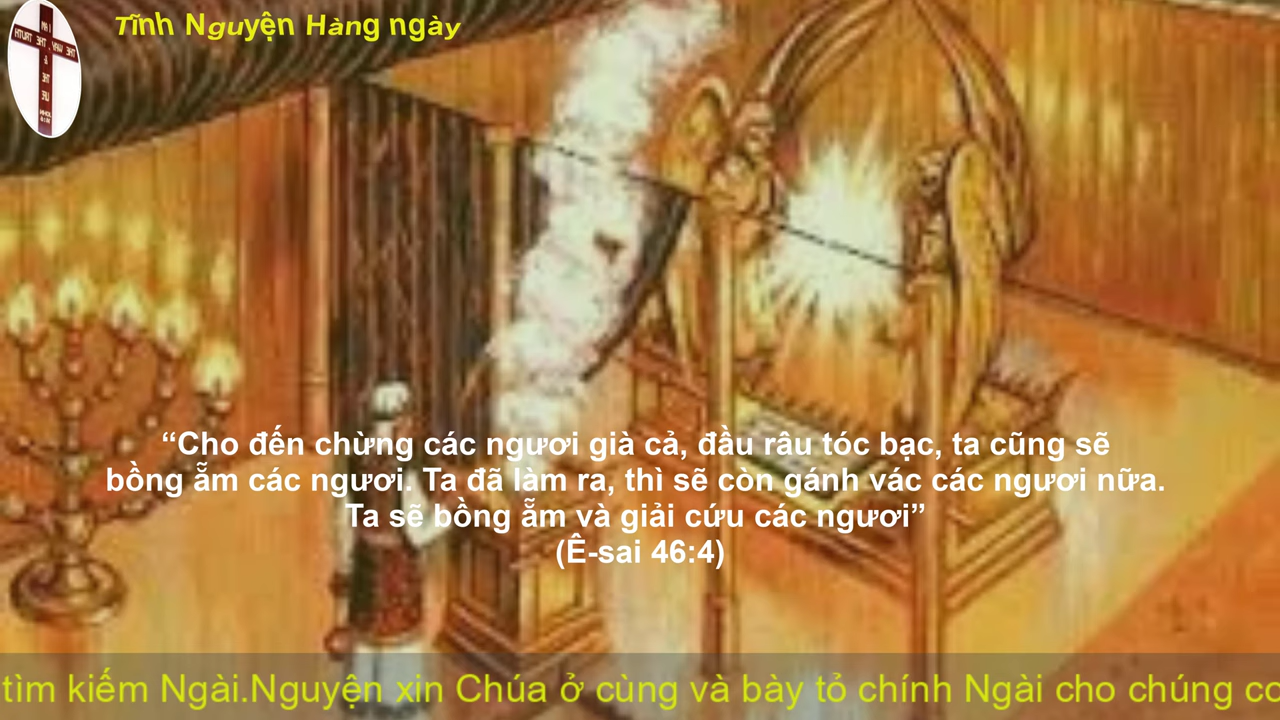 Tĩnh Nguyện Hàng ngày
“Cho đến chừng các ngươi già cả, đầu râu tóc bạc, ta cũng sẽ
bồng ẵm các ngươi. Ta đã làm ra, thì sẽ còn gánh vác các ngươi nữa.
Ta sẽ bồng ẵm và giải cứu các ngươi”
(Ê-sai 46:4)
tìm kiếm Ngài.Nguyện xin Chúa ở cùng và bày tỏ chính Ngài cho chúng co